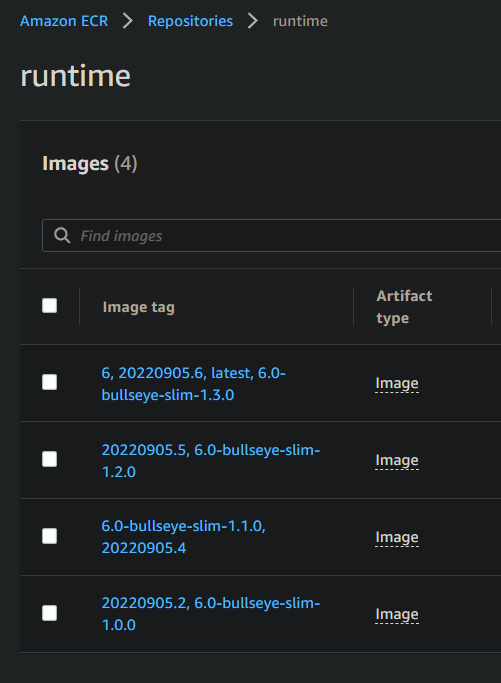 Amazon ECR > Repositories > runtime
runtime
Images (4)
Find images
Image tag
Artifact
type
6, 20220905.6, latest, 6.0-
bullseye-slim-1.3.0
Image
20220905.5, 6.0-bullseye-slim-
1.2.0
Image
6.0-bullseye-slim-1.1.0,
20220905.4
Image
20220905.2, 6.0-bullseye-slim-
1.0.0
Image